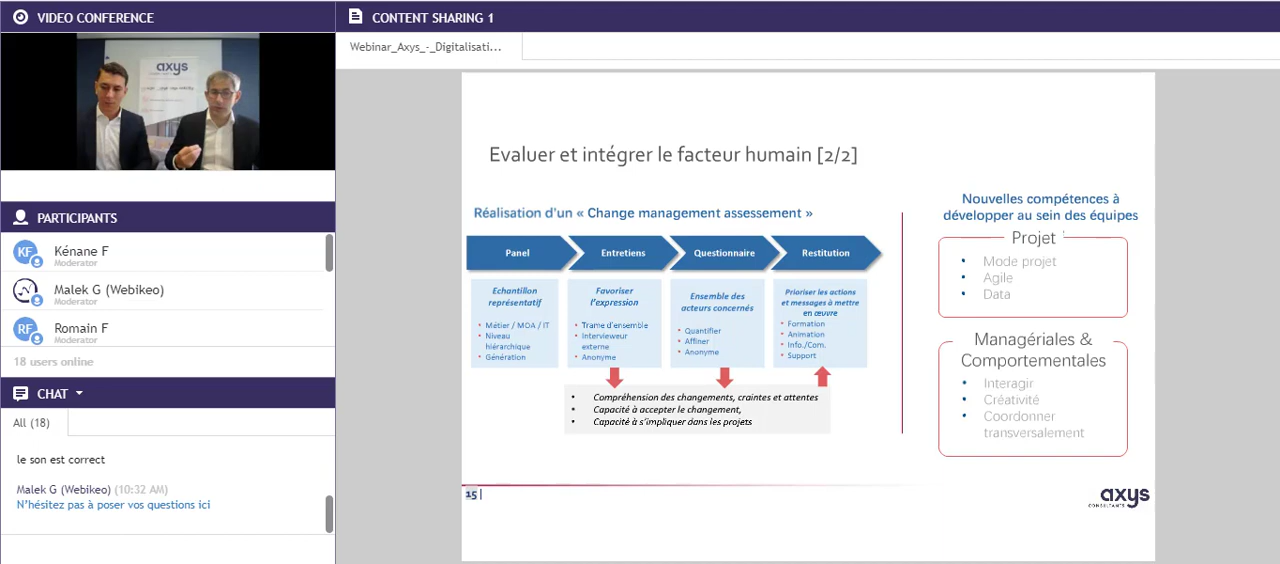 VIDEO CONFERENCE
axys
PARTICIPANTS
KF
Kénane F
Moderator
Malek G (Webikeo)
Moderator
RF
Romain F
Moderator
18 users online
CHAT
All (18)
le son est correct
Malek G (Webikeo) (10:32 AM)
N'hésitez pas à poser vos questions ici
CONTENT SHARING 1
Webinar_Axys_-_Digitalisati...
Evaluer et intégrer le facteur humain [2/2]
Réalisation d'un « Change management assessement »
Panel
Entretiens
Questionnaire
Restitution
Echantillon
représentatif
• Métier / MOA / IT
• Niveau
hiérarchique
• Génération
Favoriser
l'expression
• Trame d'ensemble
• Intervieweur
externe
• Anonyme
Ensemble des
acteurs concernés
• Quantifier
• Affiner
• Anonyme
Prioriser les actions
et messages à mettre
en œuvre
• Formation
• Animation
• Info./Com.
• Support
• Compréhension des changements, craintes et attentes
• Capacité à accepter le changement,
• Capacité à s'impliquer dans les projets
Nouvelles compétences à
développer au sein des équipes
Projet
• Mode projet
• Agile
• Data
Managériales &
Comportementales
• Interagir
• Créativité
• Coordonner
transversalement
15 |
axys
CONSULTANTS